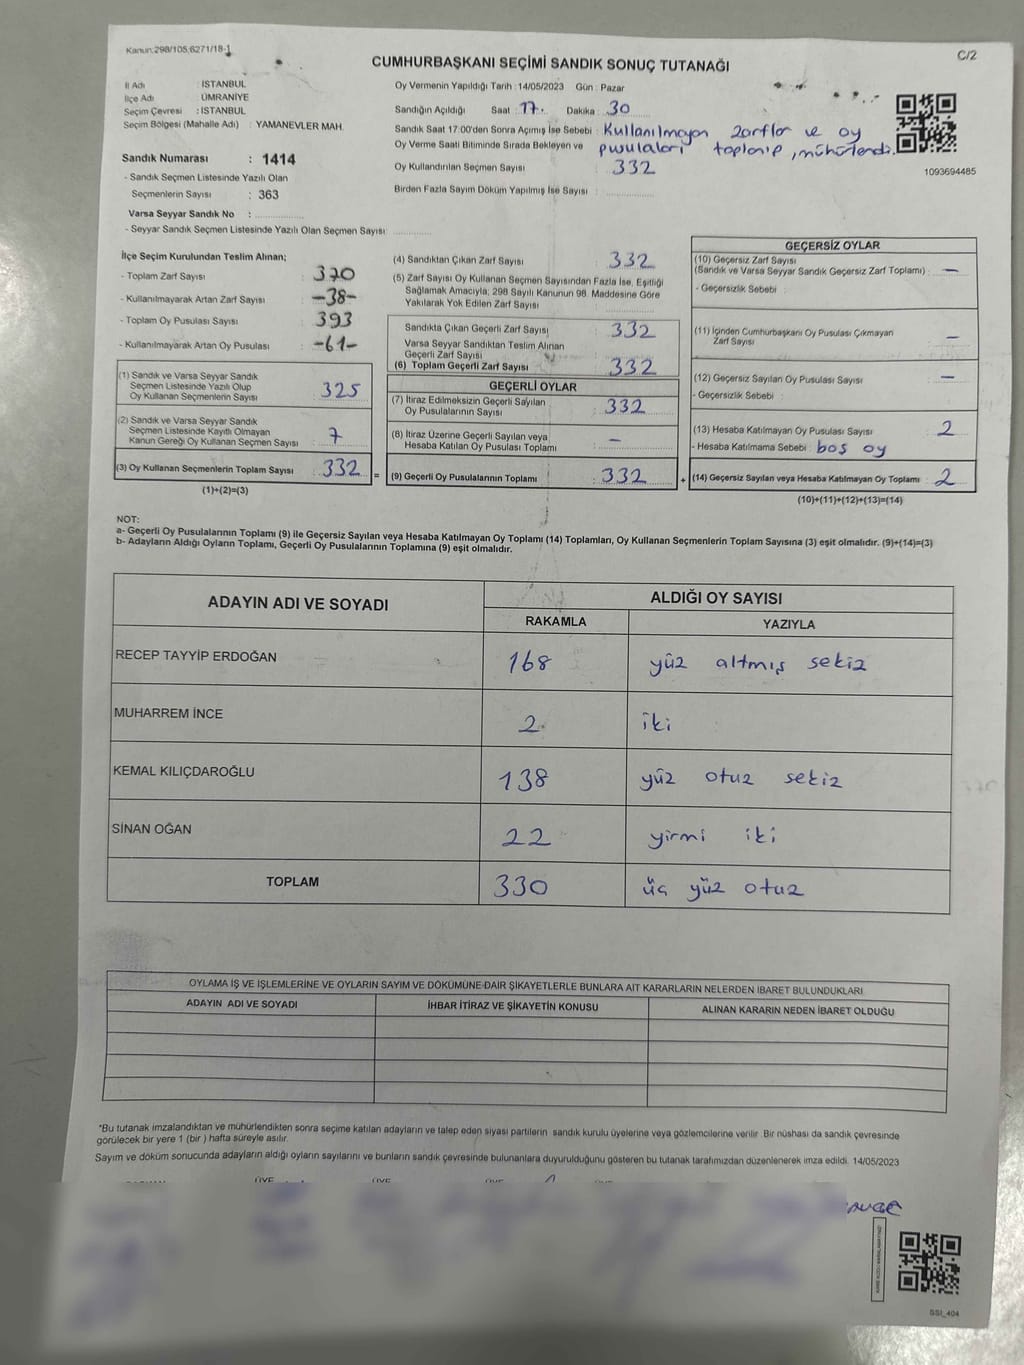 Kanun:298/105,6271/18-1
C/2
CUMHURBAŞKANI SEÇİMİ SANDIK SONUÇ TUTANAĞI
İl Adı : İSTANBUL
İlçe Adı : ÜMRANİYE
Seçim Çevresi : İSTANBUL
Seçim Bölgesi (Mahalle Adı) : YAMANEVLER MAH.
Sandık Numarası : 1414
- Sandık Seçmen Listesinde Yazılı Olan
Seçmenlerin Sayısı : 363
Varsa Seyyar Sandık No :
- Seyyar Sandık Seçmen Listesinde Yazılı Olan Seçmen Sayısı:
Oy Vermenin Yapıldığı Tarih : 14/05/2023 Gün : Pazar
Sandığın Açıldığı Saat : 17. Dakika : 30
Sandık Saat 17:00'den Sonra Açımış İse Sebebi : Kullanılmayan zarflar ve oy
Oy Verme Saati Bitiminde Sırada Bekleyen ve pusulaları toplanıp, mühürlendi.
Oy Kullandırılan Seçmen Sayısı : 332
Birden Fazla Sayım Döküm Yapılmış İse Sayısı :
1093694485
İlçe Seçim Kurulundan Teslim Alınan;
- Toplam Zarf Sayısı : 370
- Kullanılmayarak Artan Zarf Sayısı : -38-
- Toplam Oy Pusulası Sayısı : 393
- Kullanılmayarak Artan Oy Pusulası : -61-
(1) Sandık ve Varsa Seyyar Sandık
Seçmen Listesinde Yazılı Olup
Oy Kullanan Seçmenlerin Sayısı : 325
(2) Sandık ve Varsa Seyyar Sandık
Seçmen Listesinde Kayıtlı Olmayan
Kanun Gereği Oy Kullanan Seçmen Sayısı : 7
(3) Oy Kullanan Seçmenlerin Toplam Sayısı : 332 =
(1)+(2)=(3)
(4) Sandıktan Çıkan Zarf Sayısı : 332
(5) Zarf Sayısı Oy Kullanan Seçmen Sayısından Fazla İse, Eşitliği
Sağlamak Amacıyla; 298 Sayılı Kanunun 98. Maddesine Göre
Yakılarak Yok Edilen Zarf Sayısı :
Sandıkta Çıkan Geçerli Zarf Sayısı : 332
Varsa Seyyar Sandıktan Teslim Alınan
Geçerli Zarf Sayısı :
(6) Toplam Geçerli Zarf Sayısı : 332
GEÇERLİ OYLAR
(7) İtiraz Edilmeksizin Geçerli Sayılan
Oy Pusulalarının Sayısı : 332
(8) İtiraz Üzerine Geçerli Sayılan veya
Hesaba Katılan Oy Pusulası Toplamı : -
(9) Geçerli Oy Pusulalarının Toplamı : 332 +
GEÇERSİZ OYLAR
(10) Geçersiz Zarf Sayısı
(Sandık ve Varsa Seyyar Sandık Geçersiz Zarf Toplamı) : -
- Geçersizlik Sebebi :
(11) İçinden Cumhurbaşkanı Oy Pusulası Çıkmayan
Zarf Sayısı : -
(12) Geçersiz Sayılan Oy Pusulası Sayısı : -
- Geçersizlik Sebebi :
(13) Hesaba Katılmayan Oy Pusulası Sayısı : 2
- Hesaba Katılmama Sebebi : boş oy
(14) Geçersiz Sayılan veya Hesaba Katılmayan Oy Toplamı : 2
(10)+(11)+(12)+(13)=(14)
NOT:
a- Geçerli Oy Pusulalarının Toplamı (9) ile Geçersiz Sayılan veya Hesaba Katılmayan Oy Toplamı (14) Toplamları, Oy Kullanan Seçmenlerin Toplam Sayısına (3) eşit olmalıdır. (9)+(14)=(3)
b- Adayların Aldığı Oyların Toplamı, Geçerli Oy Pusulalarının Toplamına (9) eşit olmalıdır.
ADAYIN ADI VE SOYADI ALDIĞI OY SAYISI
RAKAMLA YAZIYLA
RECEP TAYYİP ERDOĞAN 168 yüz altmış sekiz
MUHARREM İNCE 2 iki
KEMAL KILIÇDAROĞLU 138 yüz otuz sekiz
SİNAN OĞAN 22 yirmi iki
TOPLAM 330 üç yüz otuz
OYLAMA İŞ VE İŞLEMLERİNE VE OYLARIN SAYIM VE DÖKÜMÜNE DAİR ŞİKAYETLERLE BUNLARA AİT KARARLARIN NELERDEN İBARET BULUNDUKLARI
ADAYIN ADI VE SOYADI İHBAR İTİRAZ VE ŞİKAYETİN KONUSU ALINAN KARARIN NEDEN İBARET OLDUĞU
*Bu tutanak imzalandıktan ve mühürlendikten sonra seçime katılan adayların ve talep eden siyasi partilerin sandık kurulu üyelerine veya gözlemcilerine verilir. Bir nüshası da sandık çevresinde
görülecek bir yere 1 (bir ) hafta süreyle asılır.
Sayım ve döküm sonucunda adayların aldığı oyların sayılarını ve bunların sandık çevresinde bulunanlara duyurulduğunu gösteren bu tutanak tarafımızdan düzenlenerek imza edildi. 14/05/2023
SSI_404